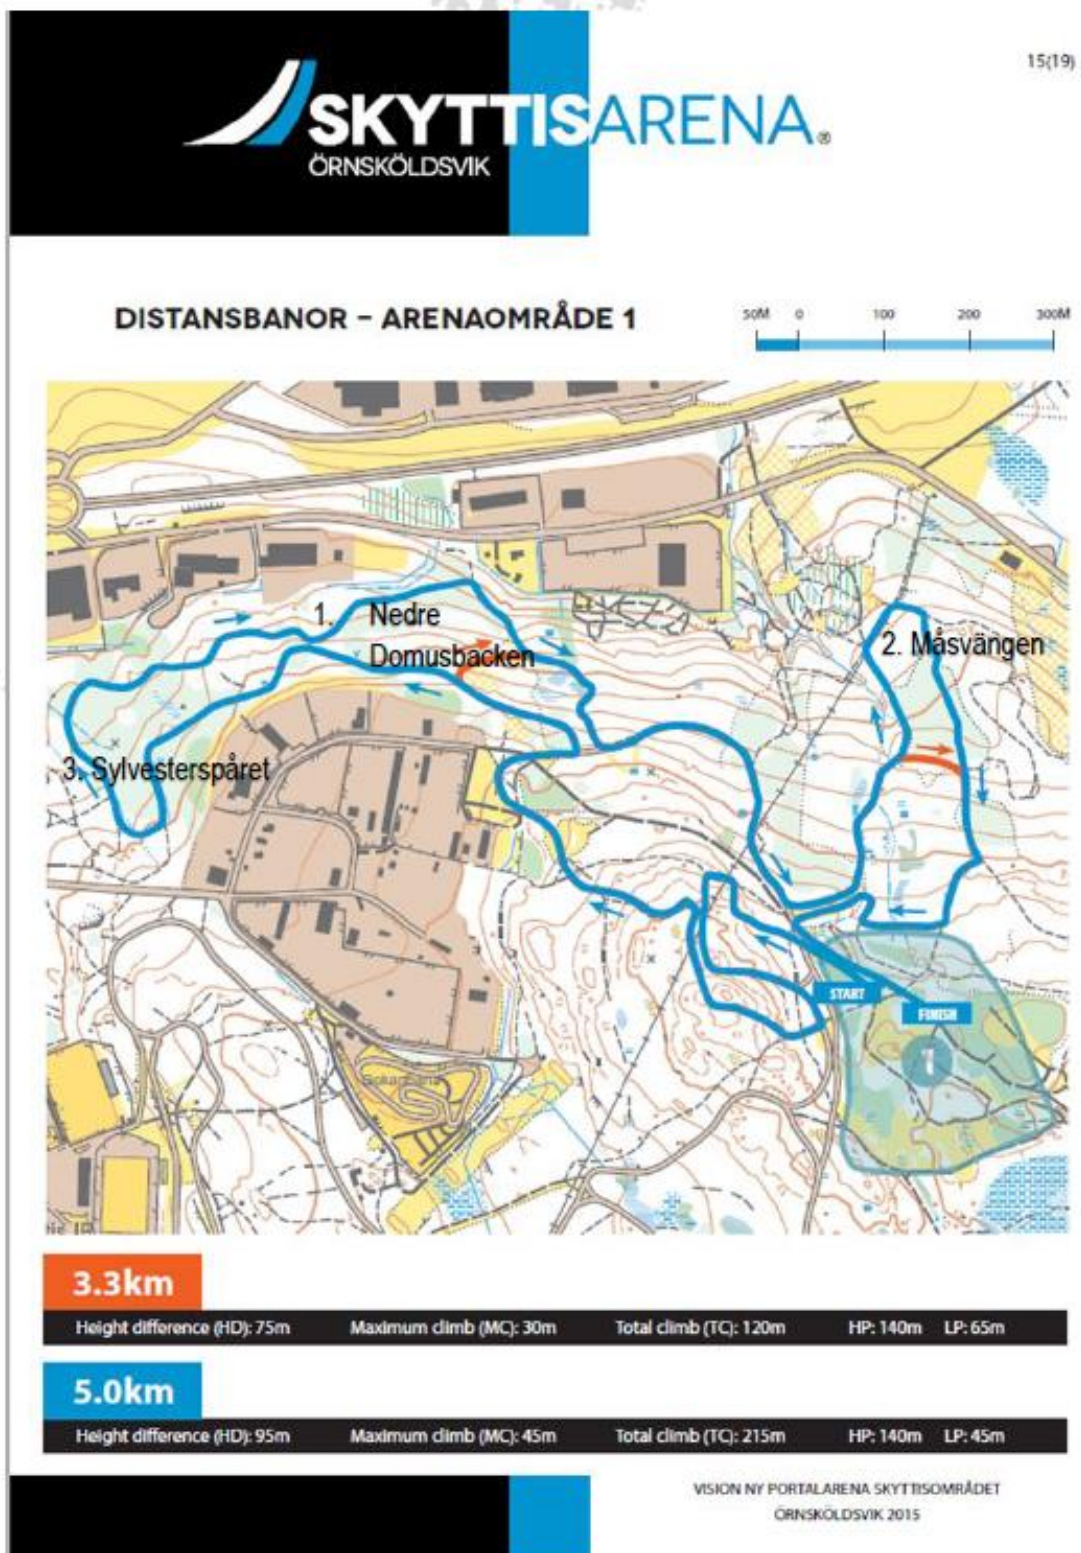 15(19)
SKYTTISARENA®
ÖRNSKÖLDSVIK
DISTANSBANOR – ARENAOMRÅDE 1
50M 0 100 200 300M
1. Nedre
Domusbacken
2. Måsvängen
3. Sylvesterspåret
START
FINISH
1
3.3km
Height difference (HD): 75m Maximum climb (MC): 30m Total climb (TC): 120m HP: 140m LP: 65m
5.0km
Height difference (HD): 95m Maximum climb (MC): 45m Total climb (TC): 215m HP: 140m LP: 45m
VISION NY PORTALARENA SKYTTISOMRÅDET
ÖRNSKÖLDSVIK 2015